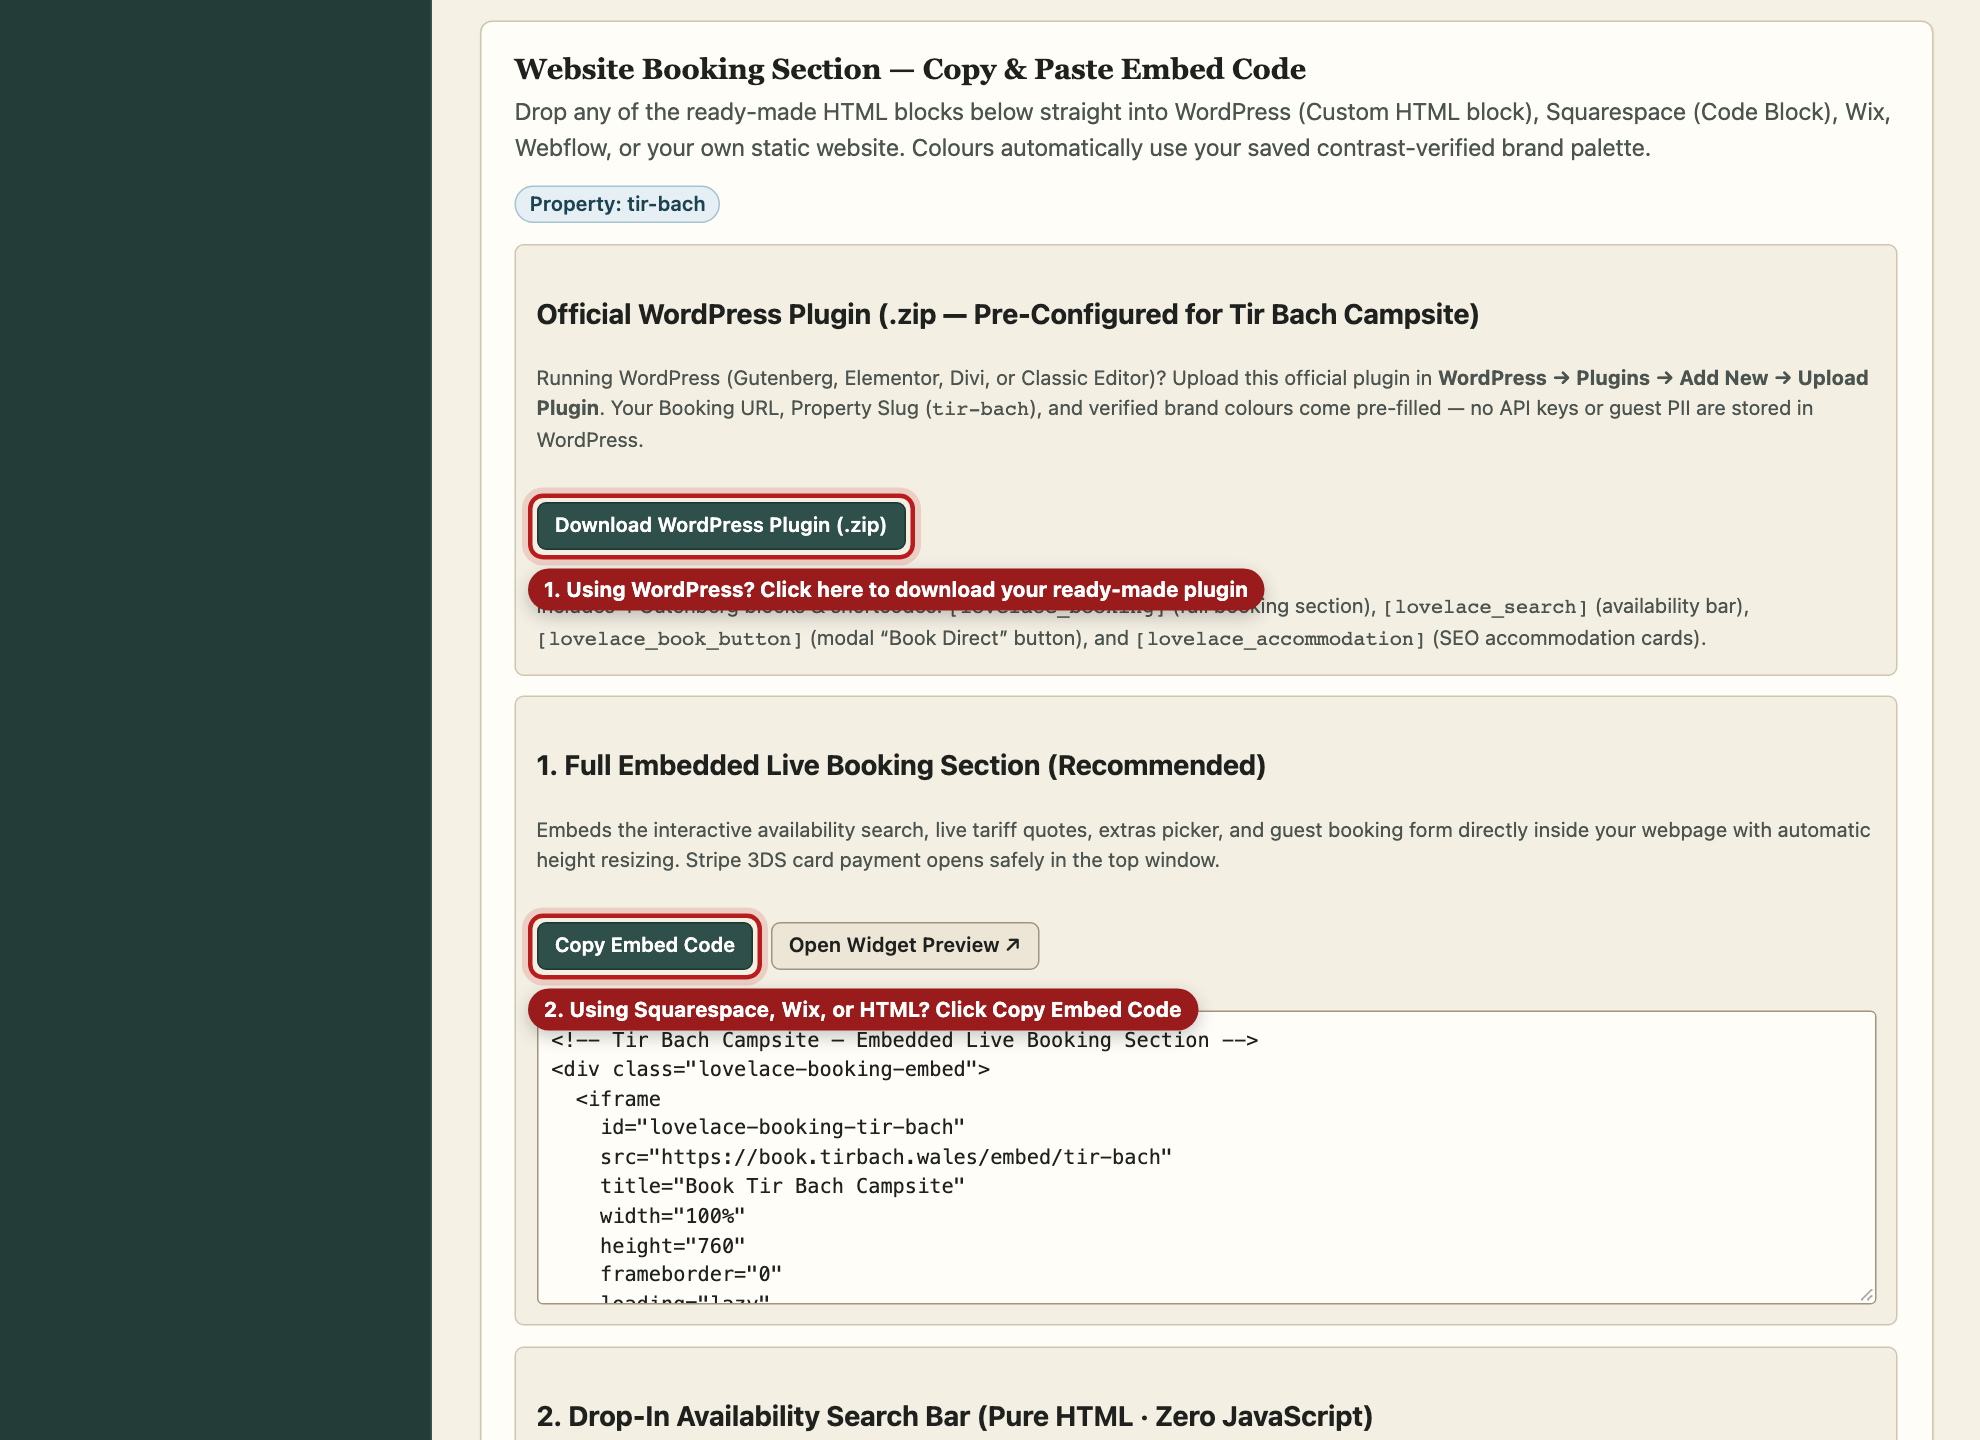 Website Booking Section — Copy & Paste Embed Code
Drop any of the ready-made HTML blocks below straight into WordPress (Custom HTML block), Squarespace (Code Block), Wix,
Webflow, or your own static website. Colours automatically use your saved contrast-verified brand palette.
Property: tir-bach
Official WordPress Plugin (.zip — Pre-Configured for Tir Bach Campsite)
Running WordPress (Gutenberg, Elementor, Divi, or Classic Editor)? Upload this official plugin in WordPress → Plugins → Add New → Upload
Plugin. Your Booking URL, Property Slug (tir-bach), and verified brand colours come pre-filled — no API keys or guest PII are stored in
WordPress.
Download WordPress Plugin (.zip)
1. Using WordPress? Click here to download your ready-made plugin
booking section), [lovelace_search] (availability bar),
[lovelace_book_button] (modal “Book Direct” button), and [lovelace_accommodation] (SEO accommodation cards).
1. Full Embedded Live Booking Section (Recommended)
Embeds the interactive availability search, live tariff quotes, extras picker, and guest booking form directly inside your webpage with automatic
height resizing. Stripe 3DS card payment opens safely in the top window.
Copy Embed Code
Open Widget Preview ↗
2. Using Squarespace, Wix, or HTML? Click Copy Embed Code
<!-- Tir Bach Campsite — Embedded Live Booking Section -->
<div class="lovelace-booking-embed">
<iframe
id="lovelace-booking-tir-bach"
src="https://book.tirbach.wales/embed/tir-bach"
title="Book Tir Bach Campsite"
width="100%"
height="760"
frameborder="0"
loading="lazy"
2. Drop-In Availability Search Bar (Pure HTML · Zero JavaScript)